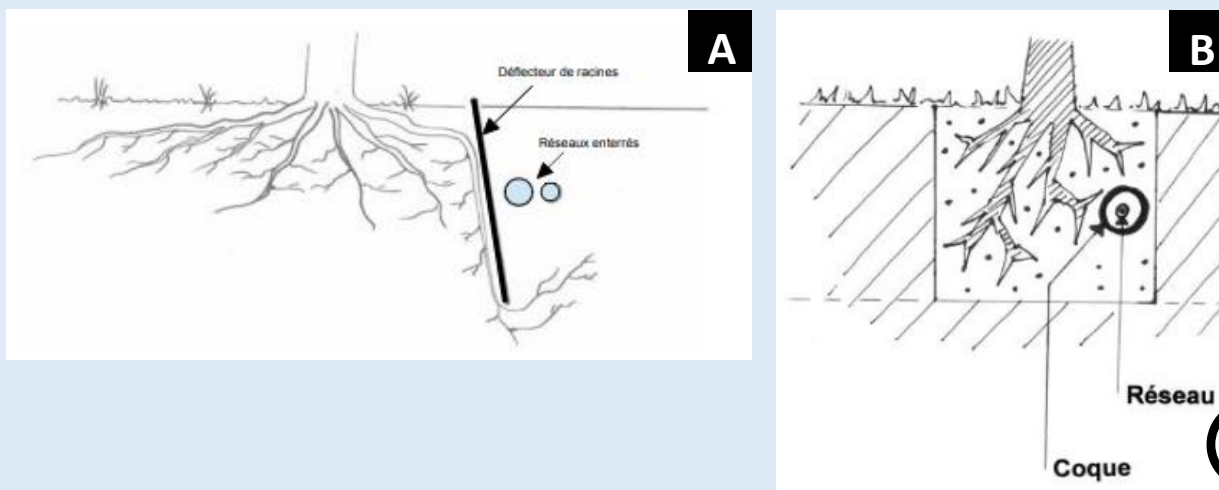 A
Déflecteur de racines
Réseaux enterrés
B
Réseau
Coque